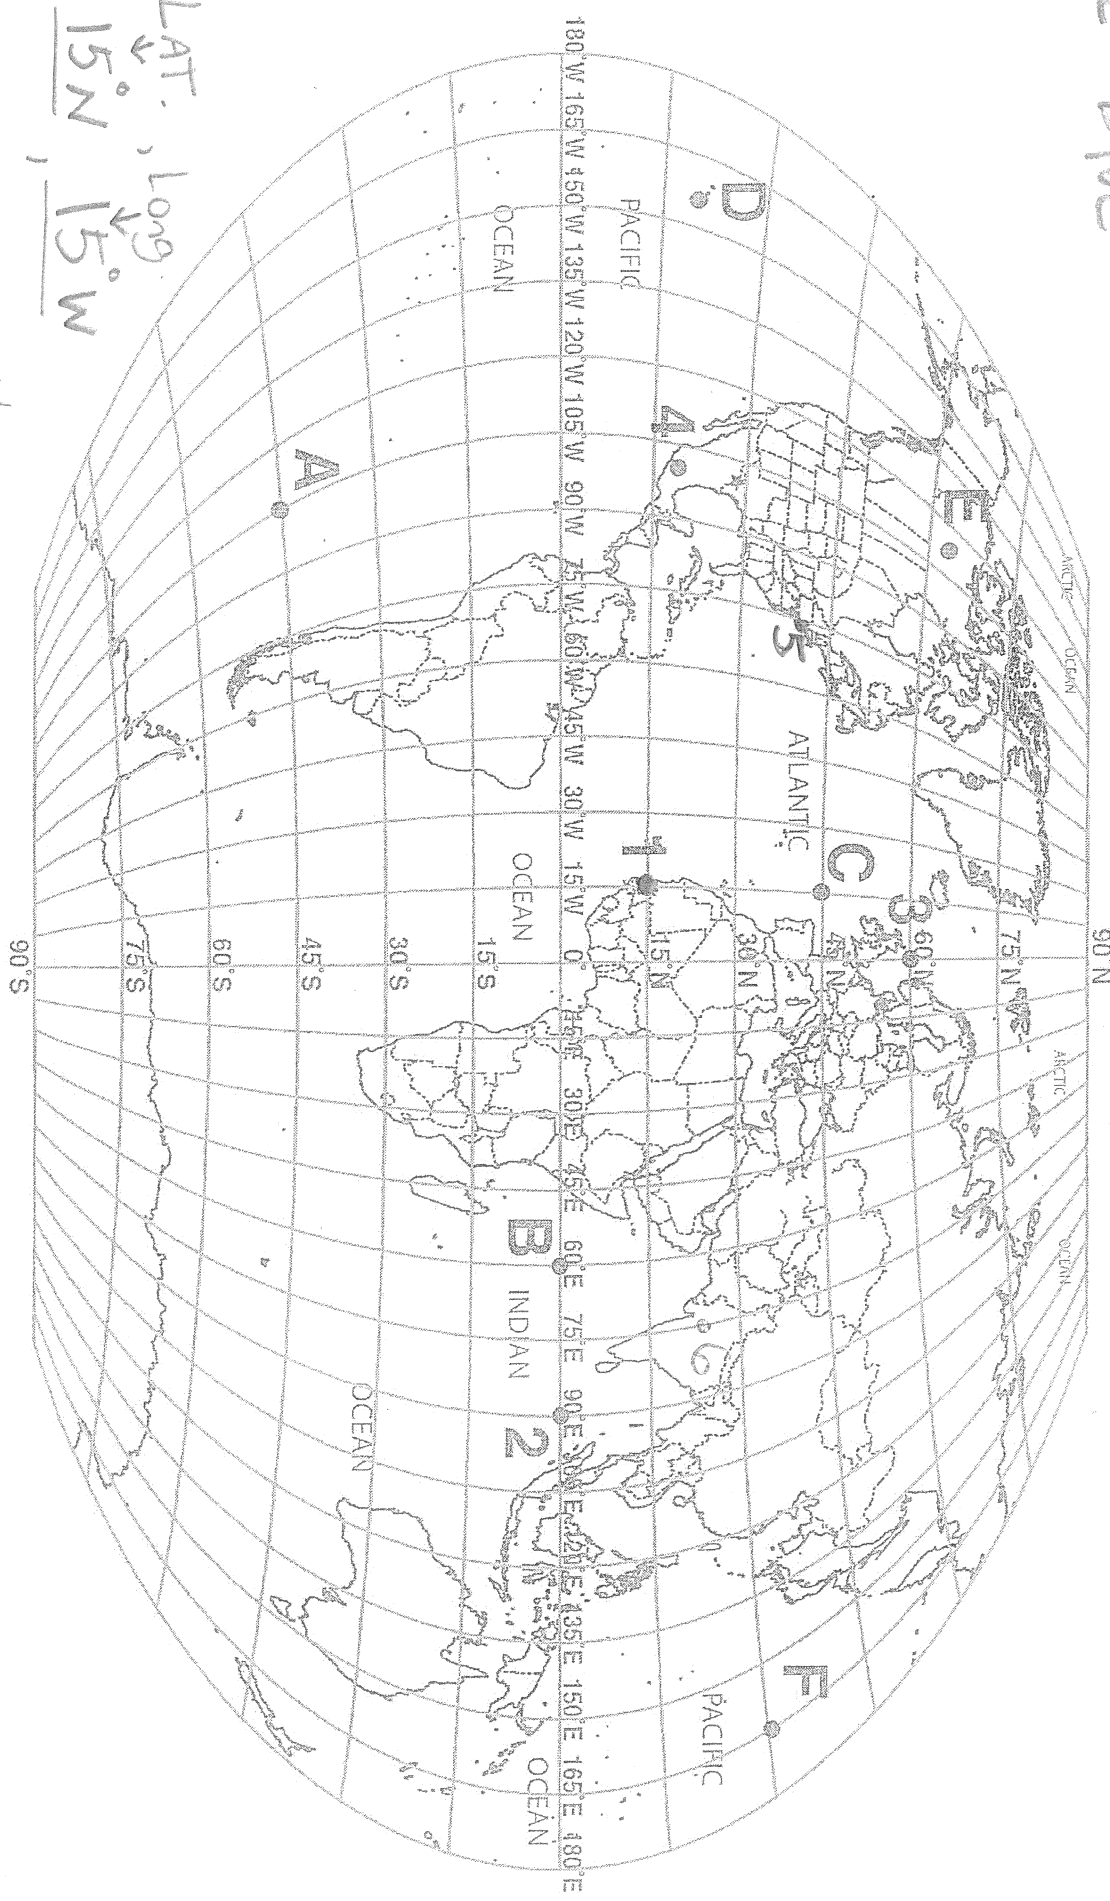 90°N
ARCTIC OCEAN
ARCTIC OCEAN
75°N
E
3
60°N
C
45°N
5
ATLANTIC
F
D
30°N
6
PACIFIC
4
PACIFIC
1
15°N
180°W 165°W 150°W 135°W 120°W 105°W 90°W 75°W 60°W 45°W 30°W 15°W 0° 15°E 30°E 45°E 60°E 75°E 90°E 105°E 120°E 135°E 150°E 165°E 180°E
OCEAN
OCEAN
B
INDIAN
2
OCEAN
15°S
30°S
OCEAN
A
45°S
60°S
75°S
90°S
LAT. , Long.
15°N , 15°W